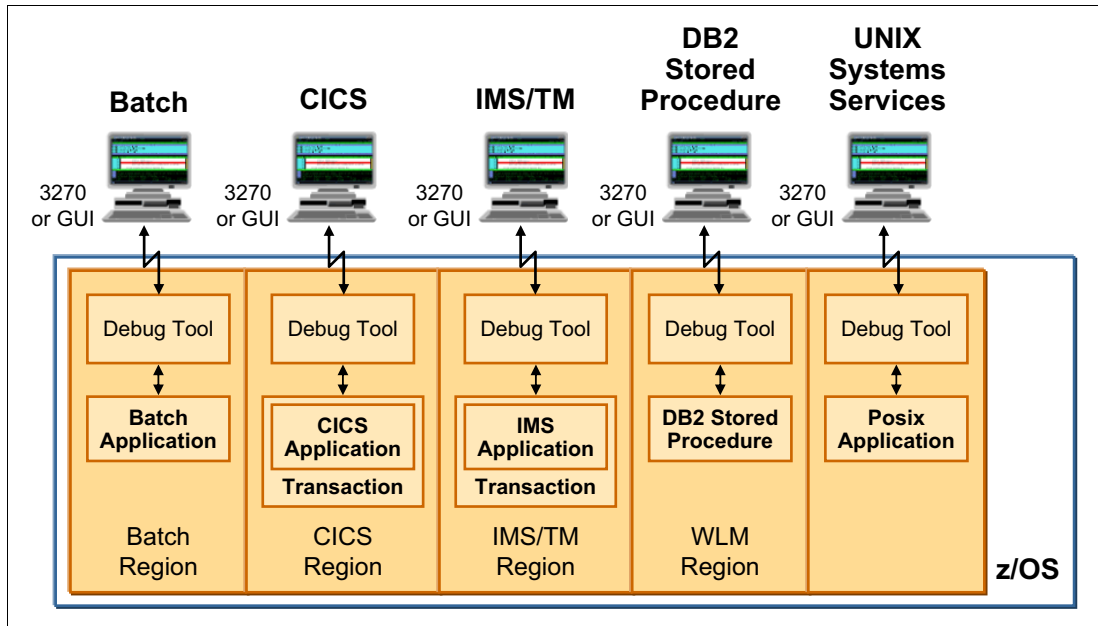 Batch
CICS
IMS/TM
DB2
Stored
Procedure
UNIX
Systems
Services
3270
or GUI
3270
or GUI
3270
or GUI
3270
or GUI
3270
or GUI
Debug Tool
Debug Tool
Debug Tool
Debug Tool
Debug Tool
Batch
Application
CICS
Application
Transaction
IMS
Application
Transaction
DB2 Stored
Procedure
Posix
Application
Batch
Region
CICS
Region
IMS/TM
Region
WLM
Region
z/OS